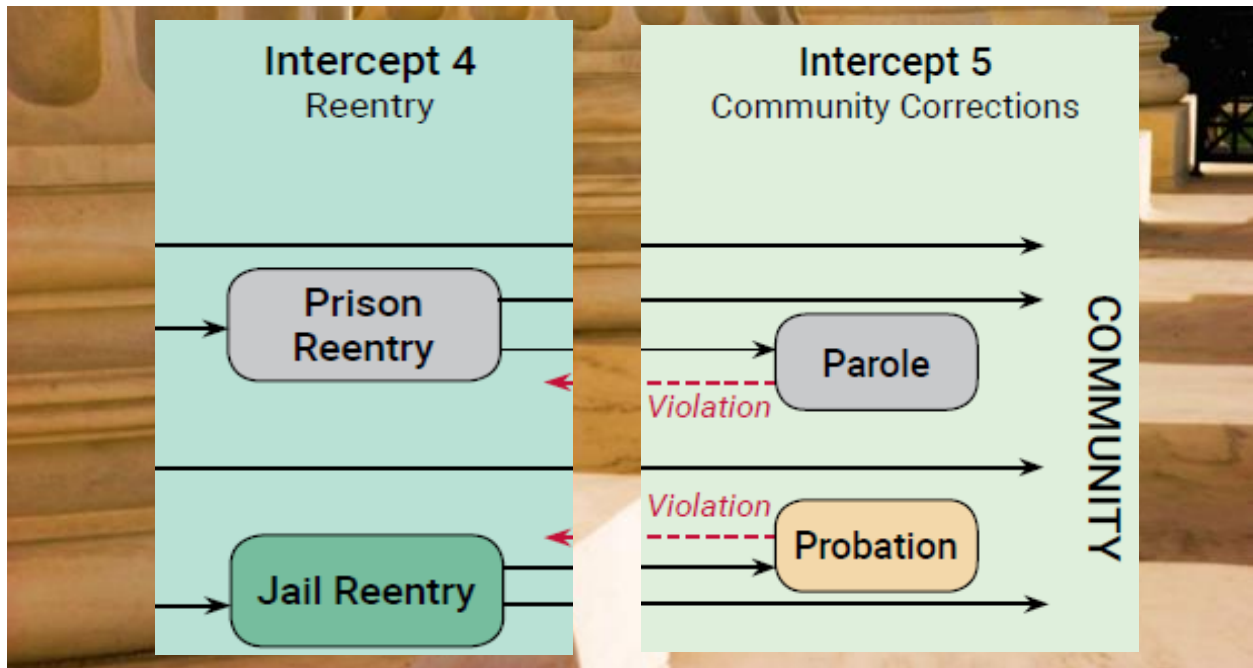 Intercept 4
Reentry
Prison
Reentry
Jail Reentry
Intercept 5
Community Corrections
Parole
Violation
Violation
Probation
COMMUNITY